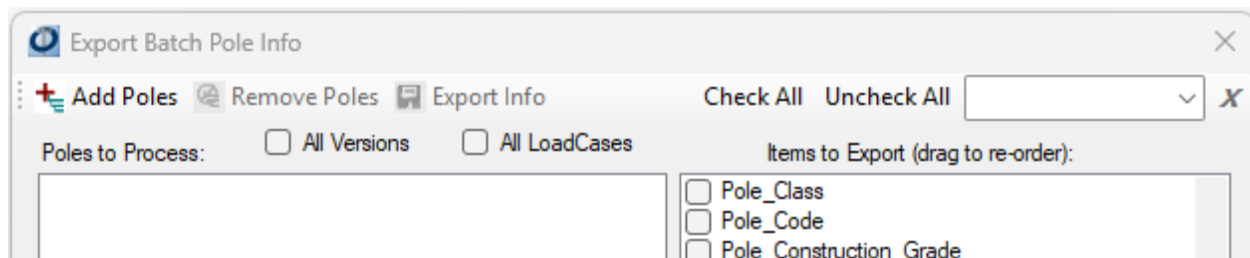 Export Batch Pole Info
Add Poles Remove Poles Export Info Check All Uncheck All X
Poles to Process: All Versions All LoadCases Items to Export (drag to re-order):
Pole_Class
Pole_Code
Pole_Construction_Grade